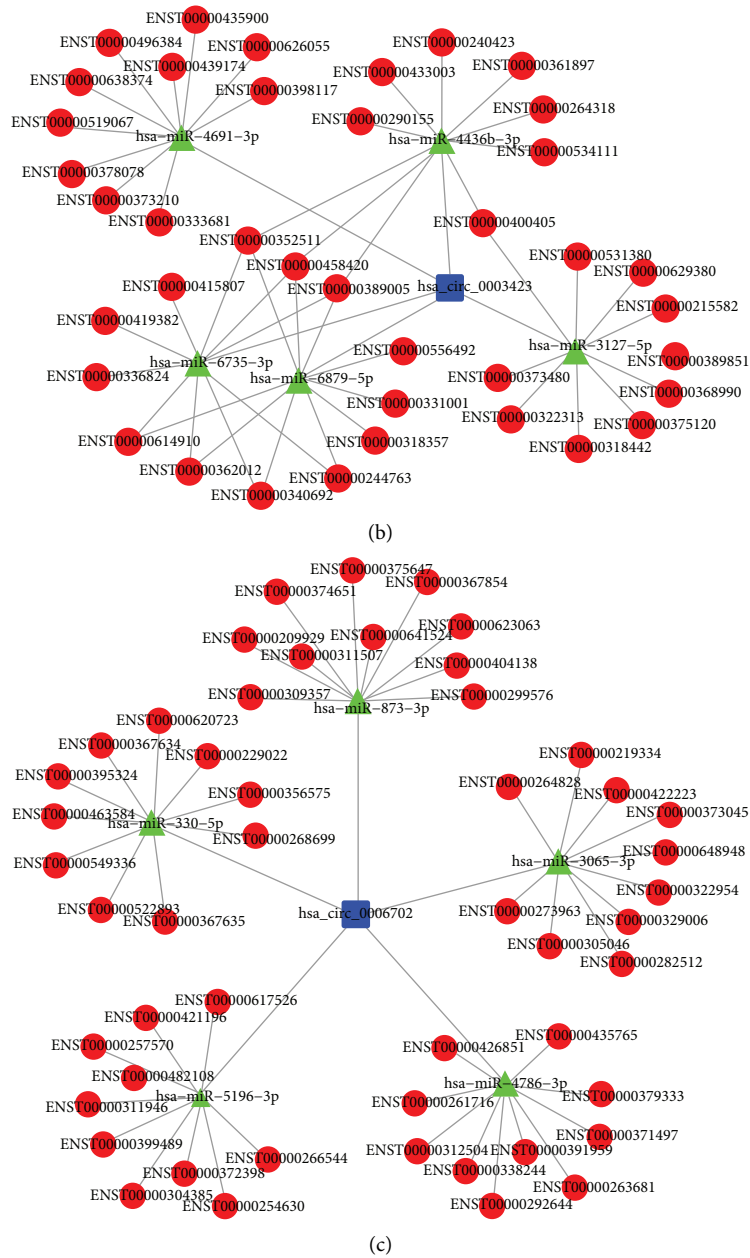 ENST00000435900
ENST00000496384
ENST00000439174
ENST00000626055
ENST00000638374
ENST00000398117
ENST00000519067
hsa-miR-4691-3p
ENST00000378078
ENST00000373210
ENST00000333681
ENST00000240423
ENST00000433003
ENST00000361897
ENST00000290155
ENST00000264318
hsa-miR-4436b-3p
ENST00000534111
ENST00000400405
ENST00000352511
ENST00000458420
ENST00000389005
hsa_circ_0003423
ENST00000531380
ENST00000629380
ENST00000215582
ENST00000415807
ENST00000419382
hsa-miR-6735-3p
ENST00000336824
hsa-miR-6879-5p
ENST00000556492
hsa-miR-3127-5p
ENST00000389851
ENST00000373480
ENST00000368990
ENST00000331001
ENST00000322313
ENST00000375120
ENST00000614910
ENST00000318357
ENST00000318442
ENST00000362012
ENST00000244763
ENST00000340692
(b)
ENST00000375647
ENST00000374651
ENST00000367854
ENST00000209929
ENST00000641524
ENST00000623063
ENST00000311507
ENST00000404138
ENST00000309357
ENST00000299576
hsa-miR-873-3p
ENST00000620723
ENST00000367634
ENST00000229022
ENST00000395324
ENST00000356575
ENST00000463584
hsa-miR-330-5p
ENST00000268699
ENST00000549336
ENST00000522893
ENST00000367635
ENST00000219334
ENST00000264828
ENST00000422223
ENST00000373045
ENST00000648948
hsa-miR-3065-3p
ENST00000322954
ENST00000273963
ENST00000329006
ENST00000305046
ENST00000282512
hsa_circ_0006702
ENST00000617526
ENST00000421196
ENST00000257570
ENST00000482108
hsa-miR-5196-3p
ENST00000311946
ENST00000399489
ENST00000266544
ENST00000372398
ENST00000304385
ENST00000254630
ENST00000435765
ENST00000426851
hsa-miR-4786-3p
ENST00000379333
ENST00000261716
ENST00000371497
ENST00000312504
ENST00000391959
ENST00000338244
ENST00000263681
ENST00000292644
(c)